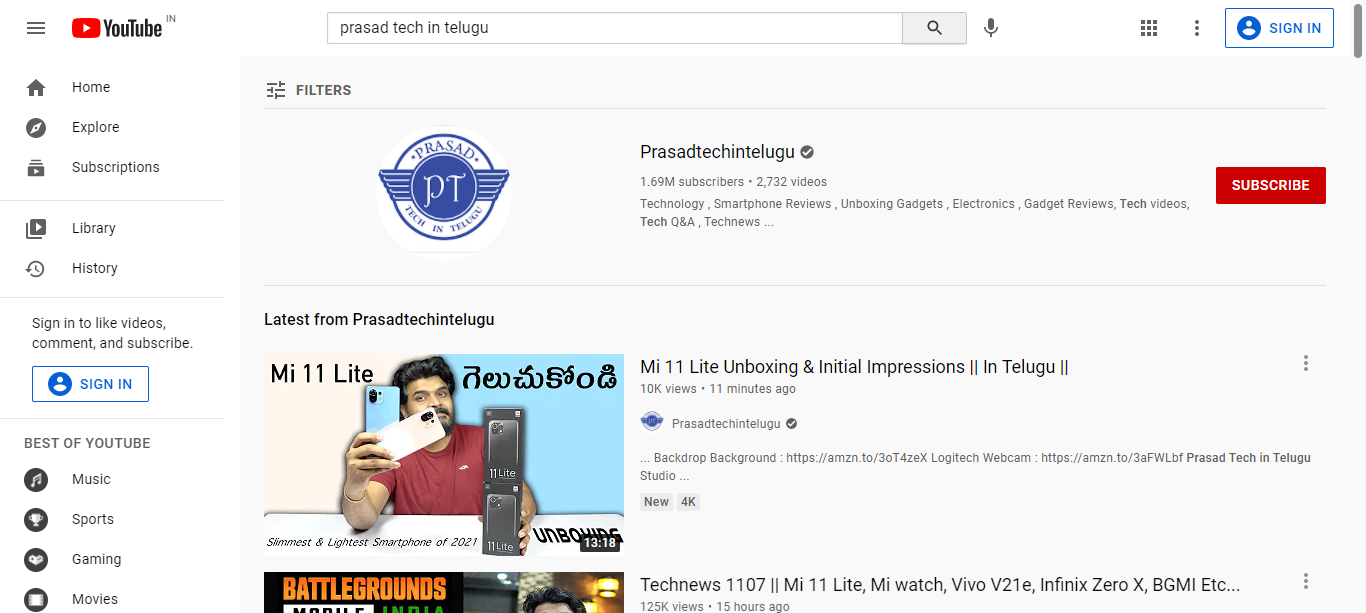 YouTube IN
prasad tech in telugu
SIGN IN
Home
Explore
Subscriptions
Library
History
Sign in to like videos,
comment, and subscribe.
SIGN IN
BEST OF YOUTUBE
Music
Sports
Gaming
Movies
FILTERS
PRASAD
PT
TECH IN TELUGU
Prasadtechintelugu
1.69M subscribers • 2,732 videos
Technology , Smartphone Reviews , Unboxing Gadgets , Electronics , Gadget Reviews, Tech videos,
Tech Q&A , Technews ...
SUBSCRIBE
Latest from Prasadtechintelugu
Mi 11 Lite
గెలుచుకోండి
11 Lite
11 Lite
Slimmest & Lightest Smartphone of 2021
UNBOXING
13:18
Mi 11 Lite Unboxing & Initial Impressions || In Telugu ||
10K views • 11 minutes ago
PT
Prasadtechintelugu
... Backdrop Background : https://amzn.to/3oT4zeX Logitech Webcam : https://amzn.to/3aFWLbf Prasad Tech in Telugu
Studio ...
New 4K
BATTLEGROUNDS
MOBILE INDIA
Technews 1107 || Mi 11 Lite, Mi watch, Vivo V21e, Infinix Zero X, BGMI Etc...
125K views • 15 hours ago